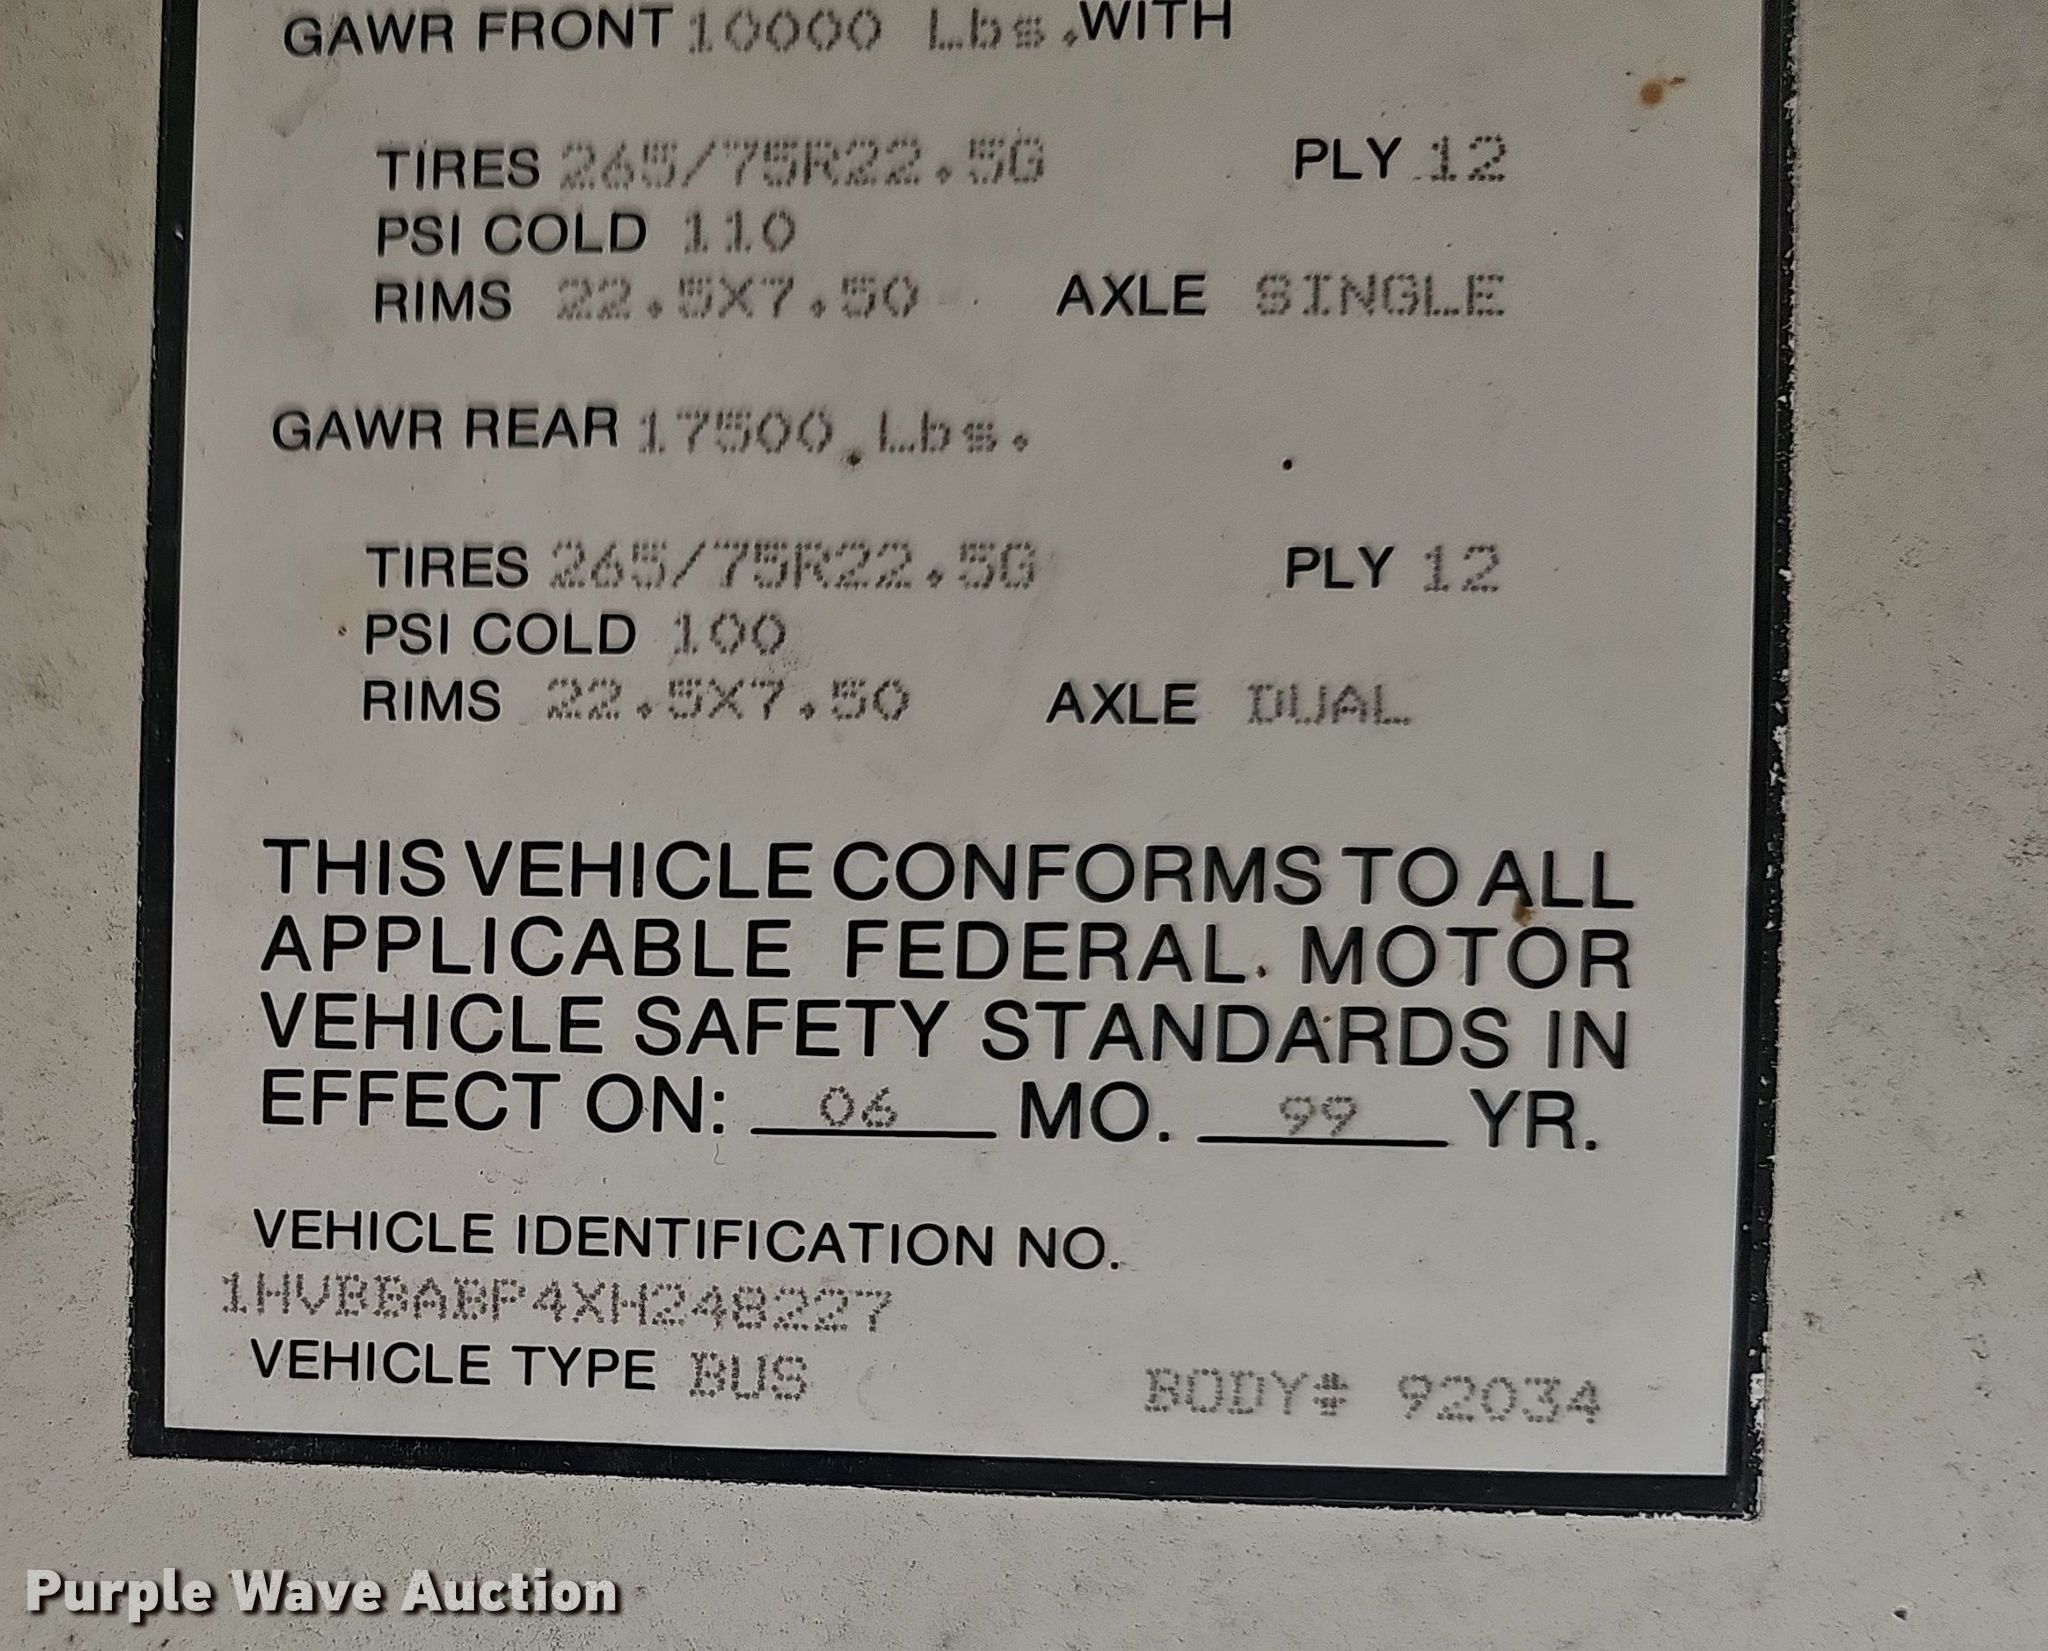 GAWR FRONT 10000 Lbs. WITH
TIRES 265/75R22.5G PLY 12
PSI COLD 110
RIMS 22.5X7.50 AXLE SINGLE
GAWR REAR 17500 Lbs.
TIRES 265/75R22.5G PLY 12
PSI COLD 100
RIMS 22.5X7.50 AXLE DUAL
THIS VEHICLE CONFORMS TO ALL
APPLICABLE FEDERAL MOTOR
VEHICLE SAFETY STANDARDS IN
EFFECT ON: 06 MO. 99 YR.
VEHICLE IDENTIFICATION NO.
1HVBBABP4XH248227
VEHICLE TYPE BUS BODY# 92034
Purple Wave Auction